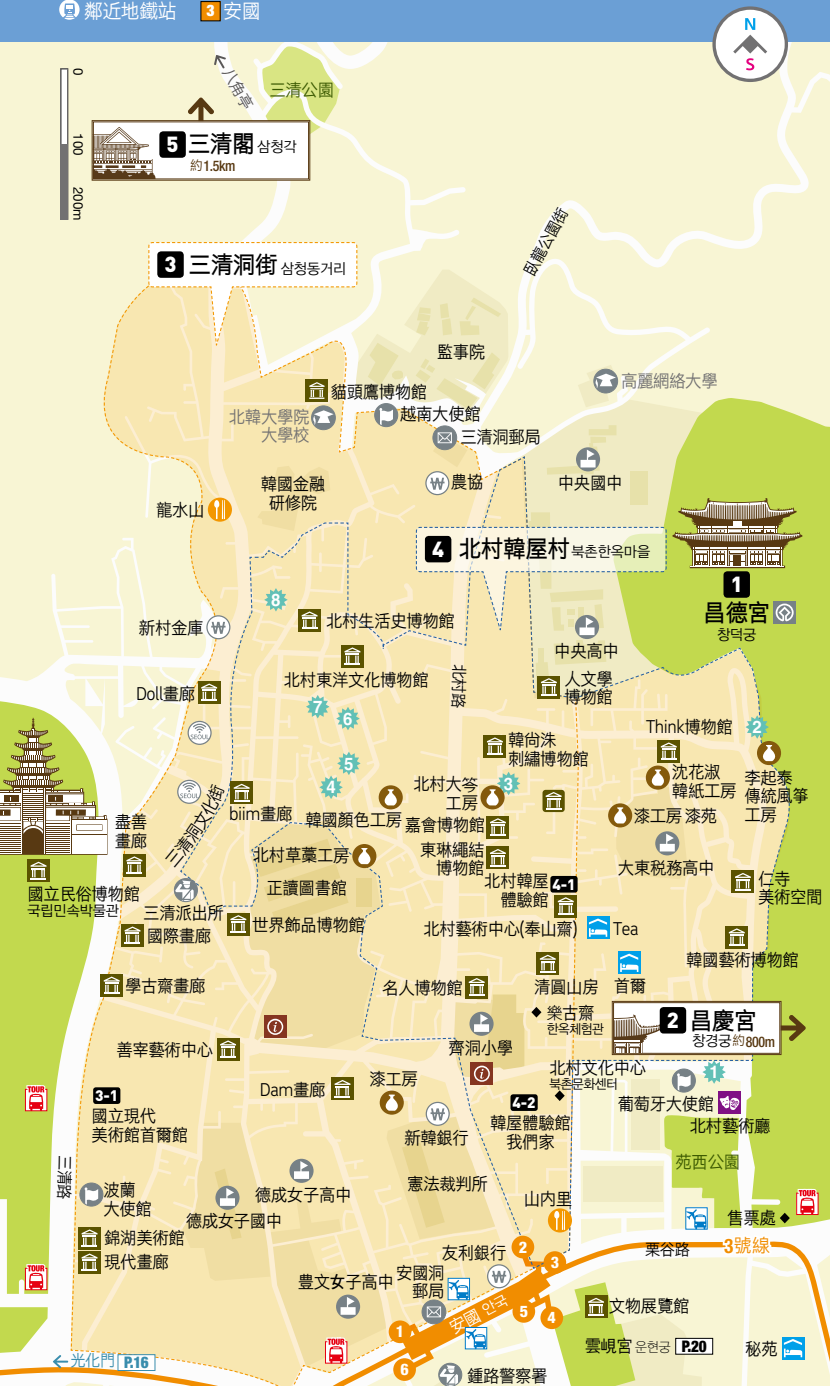 鄰近地鐵站 3 安國
N
S
八角亭
三清公園
0
100
200m
5 三清閣 삼청각
約1.5km
臥龍公園街
3 三清洞街 삼청동거리
監事院
高麗網絡大學
貓頭鷹博物館
北韓大學院
大學校
越南大使館
三清洞郵局
韓國金融
研修院
農協
中央國中
龍水山
4 北村韓屋村 북촌한옥마을
1
昌德宮
창덕궁
8
新村金庫
北村生活史博物館
中央高中
北村東洋文化博物館
北村路
人文學
博物館
Doll畫廊
7
6
Think博物館
2
SEOUL
韓尙洙
刺繡博物館
5
沈花淑
韓紙工房
李起泰
傳統風箏
工房
SEOUL
4
北村大岑
工房
3
三清洞文化街
biim畫廊
韓國顏色工房
嘉會博物館
漆工房 漆苑
盡善
畫廊
北村草藁工房
東琳繩結
博物館
大東税務高中
國立民俗博物館
국립민속박물관
正讀圖書館
北村韓屋
體驗館
4-1
仁寺
美術空間
三清派出所
世界飾品博物館
北村藝術中心(奉山齋)
Tea
國際畫廊
韓國藝術博物館
學古齋畫廊
名人博物館
清圓山房
首爾
樂古齋
한옥체험관
2 昌慶宮
창경궁 約800m
善宰藝術中心
齊洞小學
北村文化中心
북촌문화센터
1
Dam畫廊
漆工房
葡萄牙大使館
3-1
國立現代
美術館首爾館
4-2
韓屋體驗館
我們家
北村藝術廳
TOUR
新韓銀行
苑西公園
三清路
波蘭
大使館
德成女子高中
憲法裁判所
德成女子國中
山内里
TOUR
售票處
錦湖美術館
現代畫廊
友利銀行
2
3
栗谷路
3號線
TOUR
豊文女子高中
安國洞
郵局
安國 안국
5
4
文物展覽館
1
6
TOUR
雲峴宮 운현궁 P.20
秘苑
光化門 P.16
鍾路警察署